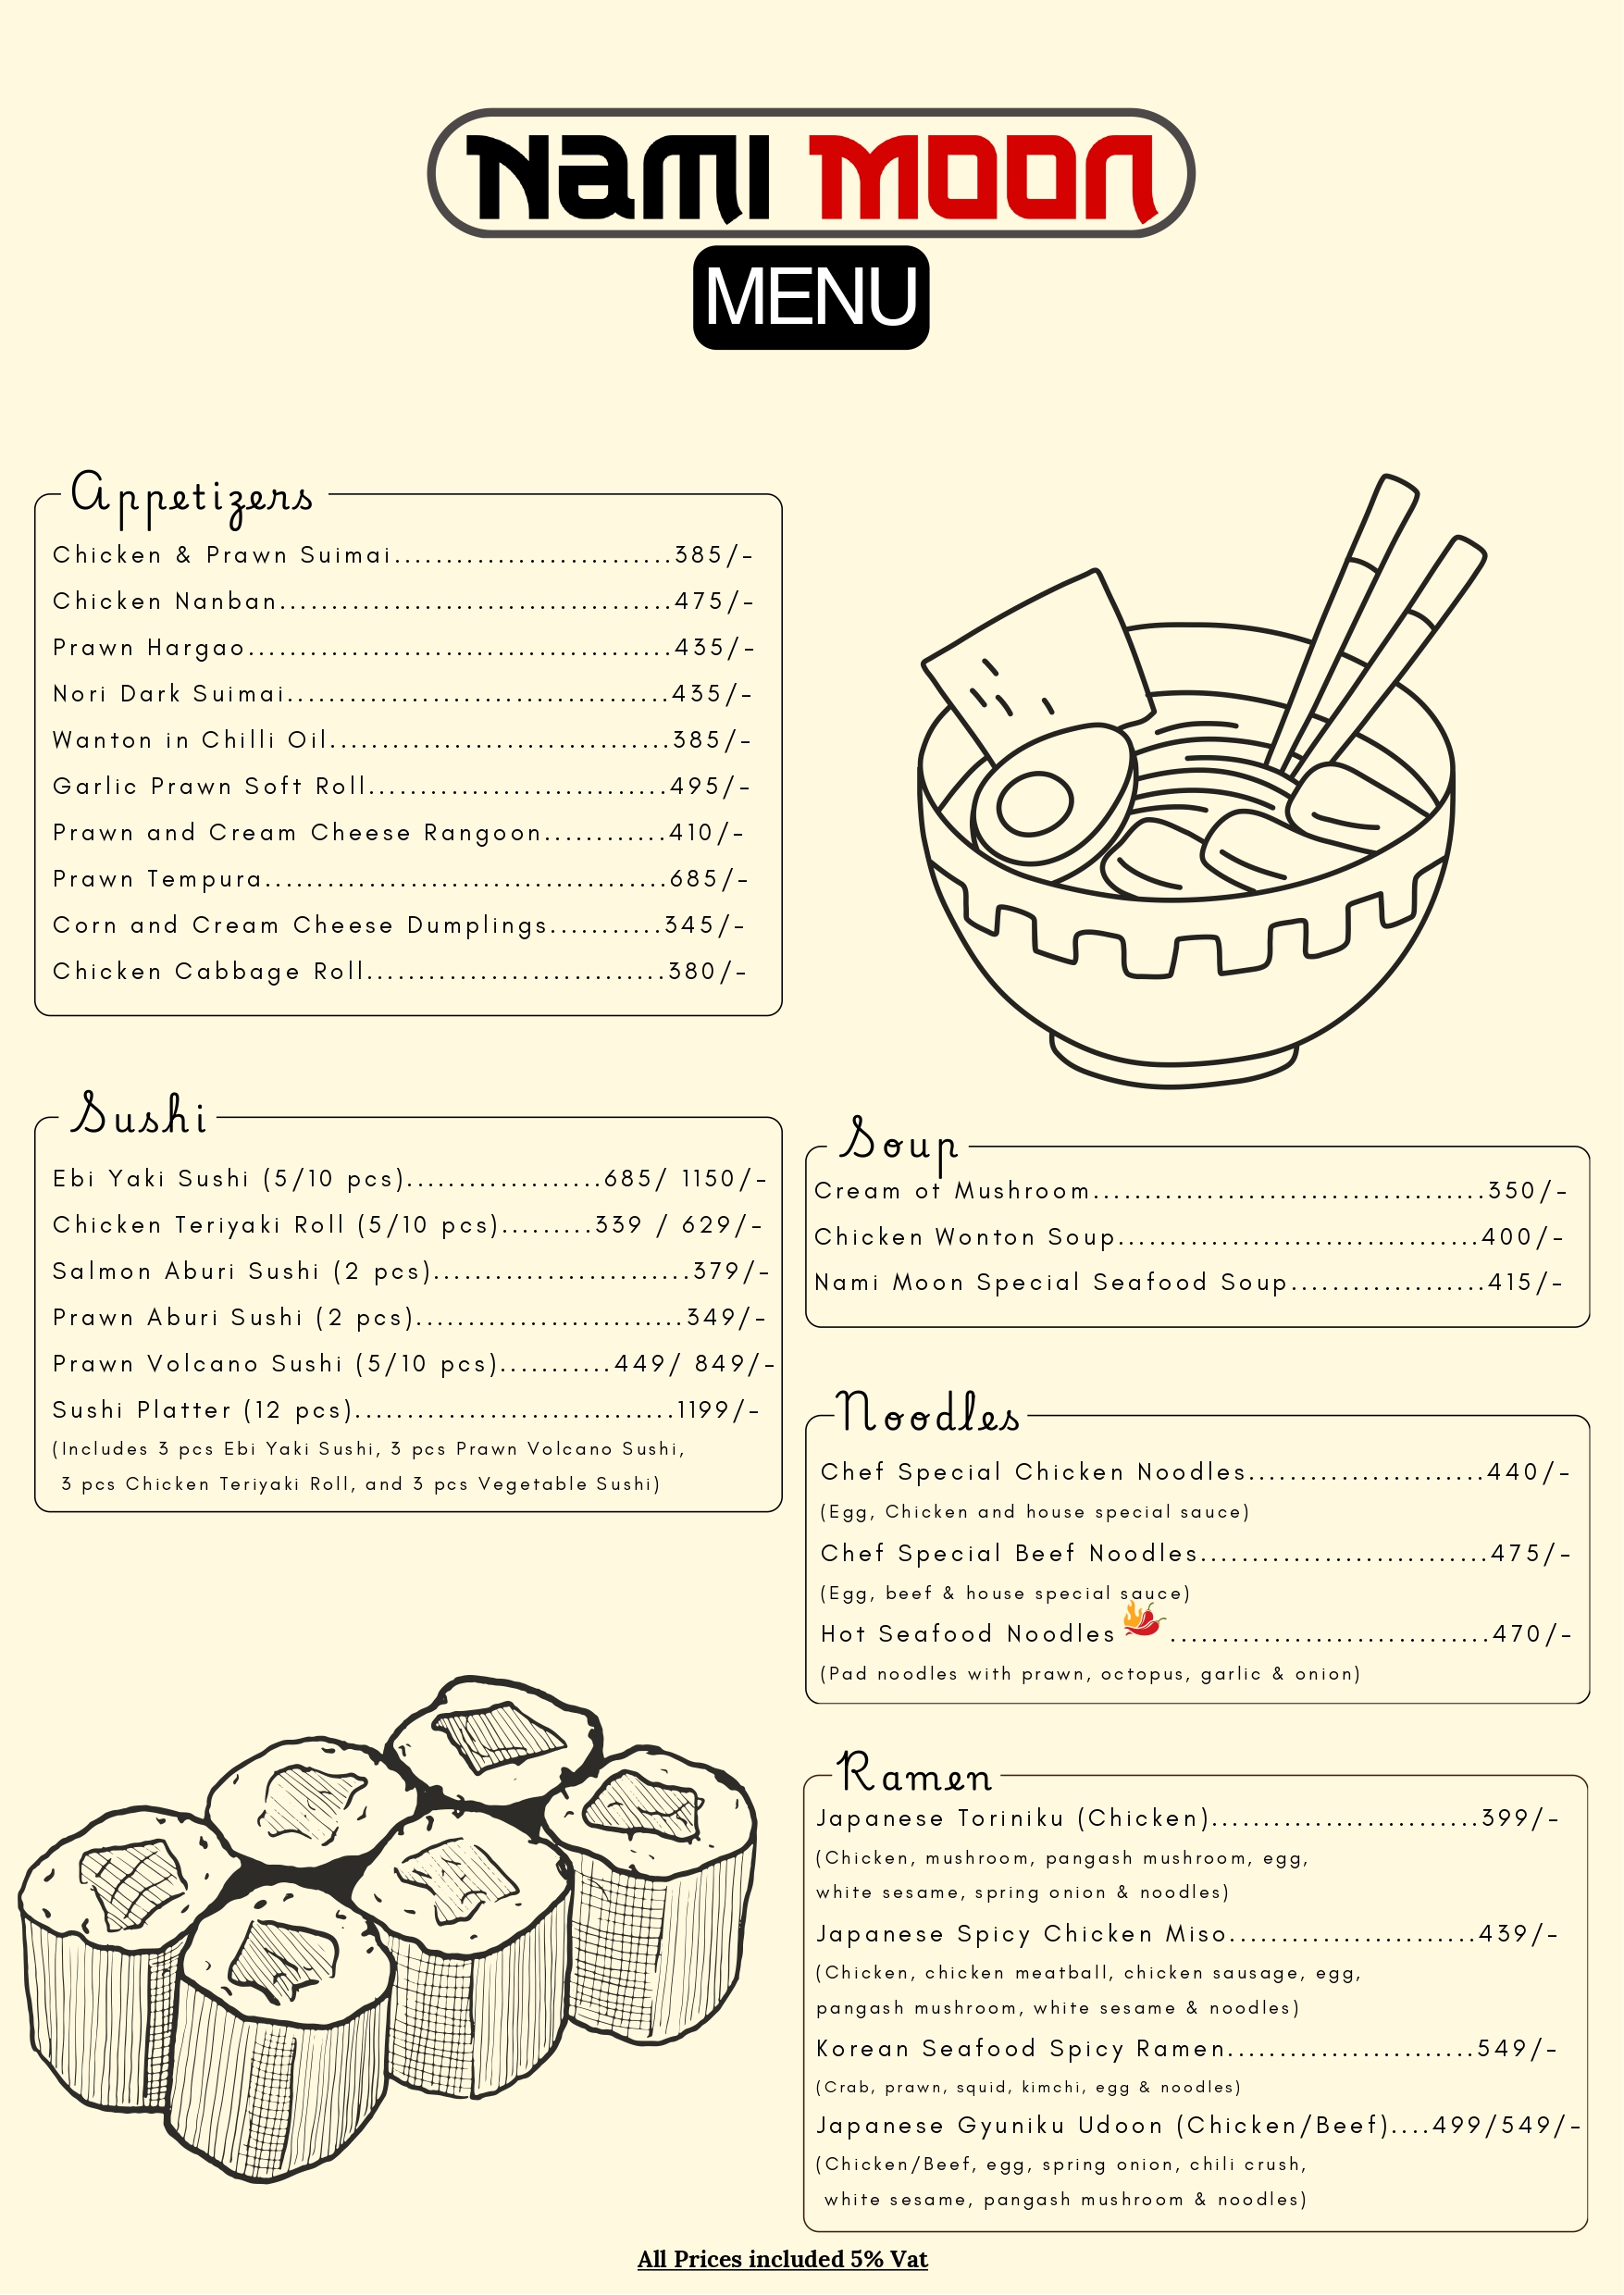 NAMI MOON
MENU
Appetizers
Chicken & Prawn Suimai...........................385/-
Chicken Nanban......................................475/-
Prawn Hargao.........................................435/-
Nori Dark Suimai.....................................435/-
Wanton in Chilli Oil.................................385/-
Garlic Prawn Soft Roll.............................495/-
Prawn and Cream Cheese Rangoon............410/-
Prawn Tempura.......................................685/-
Corn and Cream Cheese Dumplings...........345/-
Chicken Cabbage Roll.............................380/-
Sushi
Ebi Yaki Sushi (5/10 pcs)...................685/ 1150/-
Chicken Teriyaki Roll (5/10 pcs).........339 / 629/-
Salmon Aburi Sushi (2 pcs).........................379/-
Prawn Aburi Sushi (2 pcs)..........................349/-
Prawn Volcano Sushi (5/10 pcs)...........449/ 849/-
Sushi Platter (12 pcs)...............................1199/-
(Includes 3 pcs Ebi Yaki Sushi, 3 pcs Prawn Volcano Sushi,
3 pcs Chicken Teriyaki Roll, and 3 pcs Vegetable Sushi)
Soup
Cream of Mushroom......................................350/-
Chicken Wonton Soup...................................400/-
Nami Moon Special Seafood Soup...................415/-
Noodles
Chef Special Chicken Noodles.......................440/-
(Egg, Chicken and house special sauce)
Chef Special Beef Noodles............................475/-
(Egg, beef & house special sauce)
Hot Seafood Noodles ...............................470/-
(Pad noodles with prawn, octopus, garlic & onion)
Ramen
Japanese Toriniku (Chicken)..........................399/-
(Chicken, mushroom, pangash mushroom, egg,
white sesame, spring onion & noodles)
Japanese Spicy Chicken Miso........................439/-
(Chicken, chicken meatball, chicken sausage, egg,
pangash mushroom, white sesame & noodles)
Korean Seafood Spicy Ramen........................549/-
(Crab, prawn, squid, kimchi, egg & noodles)
Japanese Gyuniku Udoon (Chicken/Beef)....499/549/-
(Chicken/Beef, egg, spring onion, chili crush,
white sesame, pangash mushroom & noodles)
All Prices included 5% Vat